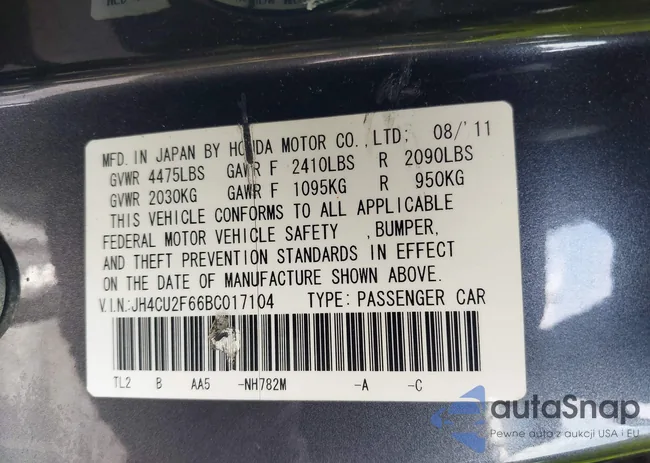 MFD. IN JAPAN BY HONDA MOTOR CO., LTD: 08/'11
GVWR 4475LBS GAWR F 2410LBS R 2090LBS
GVWR 2030KG GAWR F 1095KG R 950KG
THIS VEHICLE CONFORMS TO ALL APPLICABLE
FEDERAL MOTOR VEHICLE SAFETY ,BUMPER,
AND THEFT PREVENTION STANDARDS IN EFFECT
ON THE DATE OF MANUFACTURE SHOWN ABOVE.
V.I.N:JH4CU2F66BC017104 TYPE: PASSENGER CAR
TL2 B AA5 -NH782M -A -C
autaSnap
Pewne auta z aukcji USA i EU